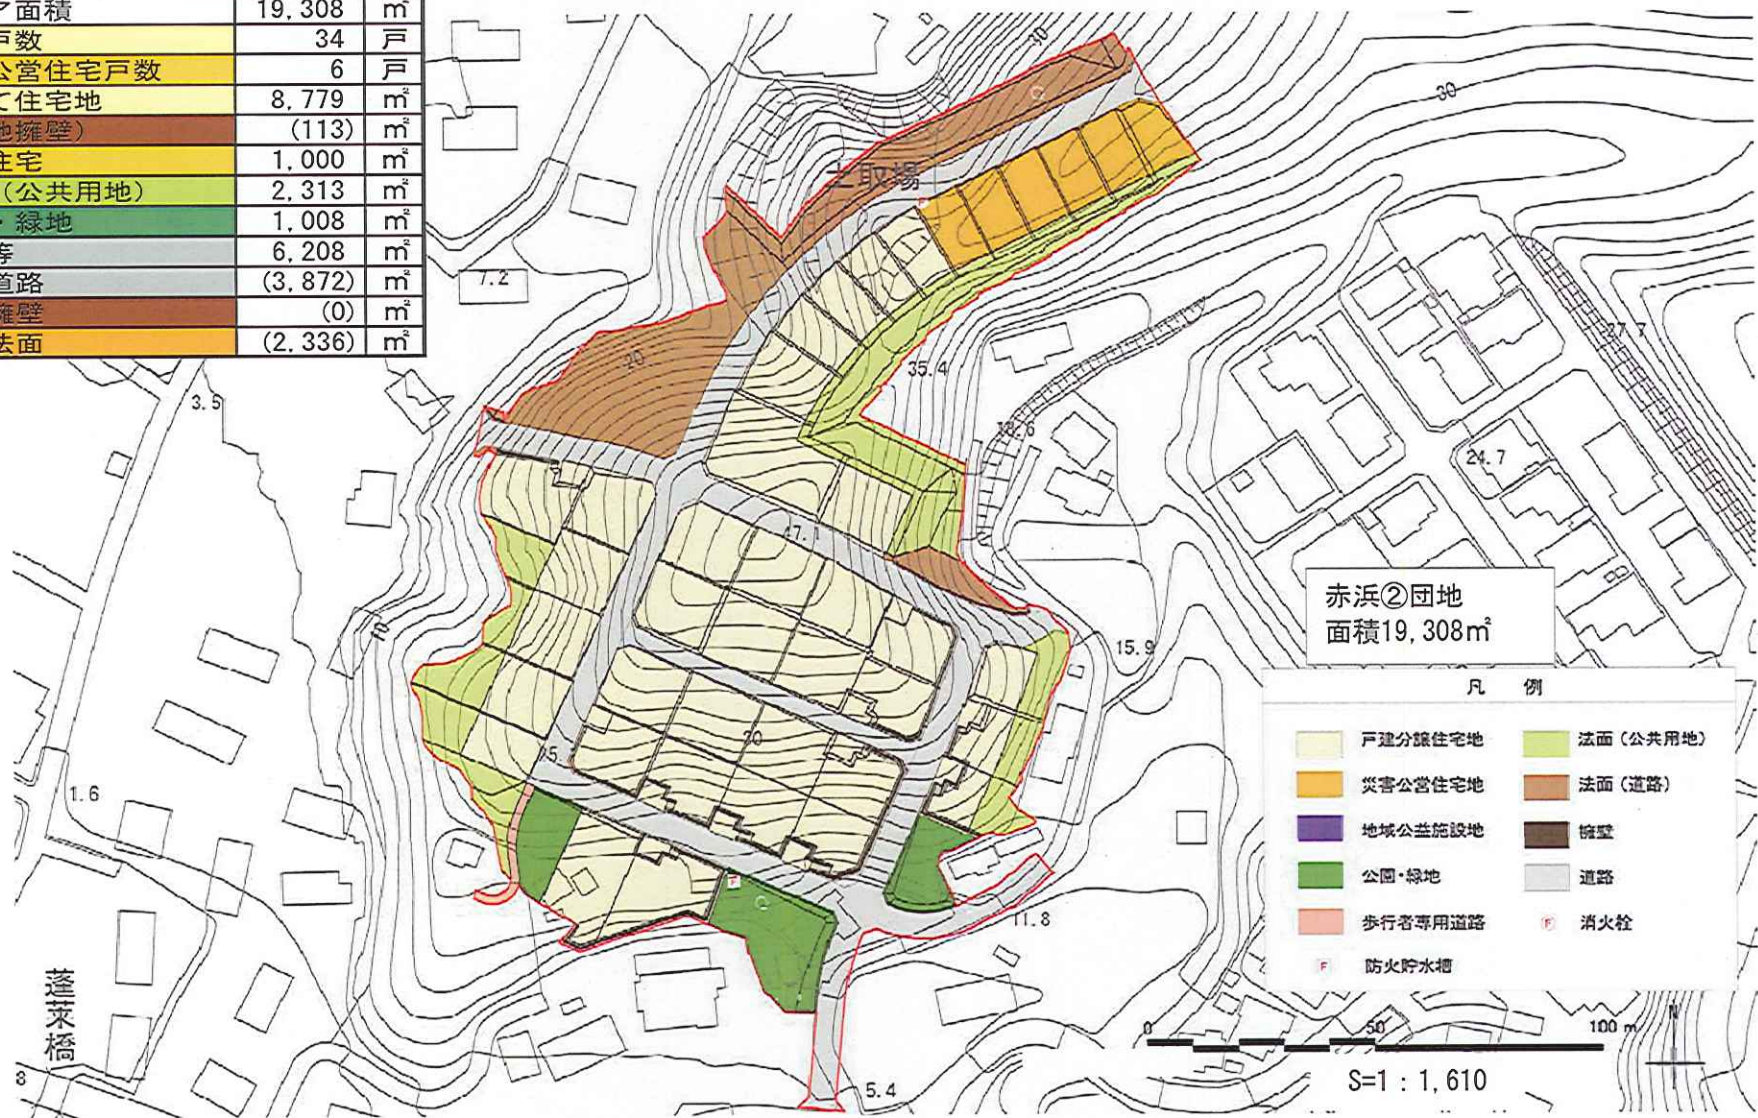 面積 19,308 ㎡
戸数 34 戸
公営住宅戸数 6 戸
て住宅地 8,779 ㎡
地擁壁） (113) ㎡
住宅 1,000 ㎡
（公共用地） 2,313 ㎡
・緑地 1,008 ㎡
等 6,208 ㎡
道路 (3,872) ㎡
擁壁 (0) ㎡
法面 (2,336) ㎡
10
30
土取場
7.2
27.7
20
35.4
3.5
18.6
24.7
17.1
赤浜②団地
面積19,308㎡
15.9
10
20
1.6
11.8
5.4
蓬莱橋
8
凡 例
戸建分譲住宅地
法面（公共用地）
災害公営住宅地
法面（道路）
地域公益施設地
擁壁
公園・緑地
道路
歩行者専用道路
F 消火栓
F 防火貯水槽
0 50 100 m
N
S=1：1,610